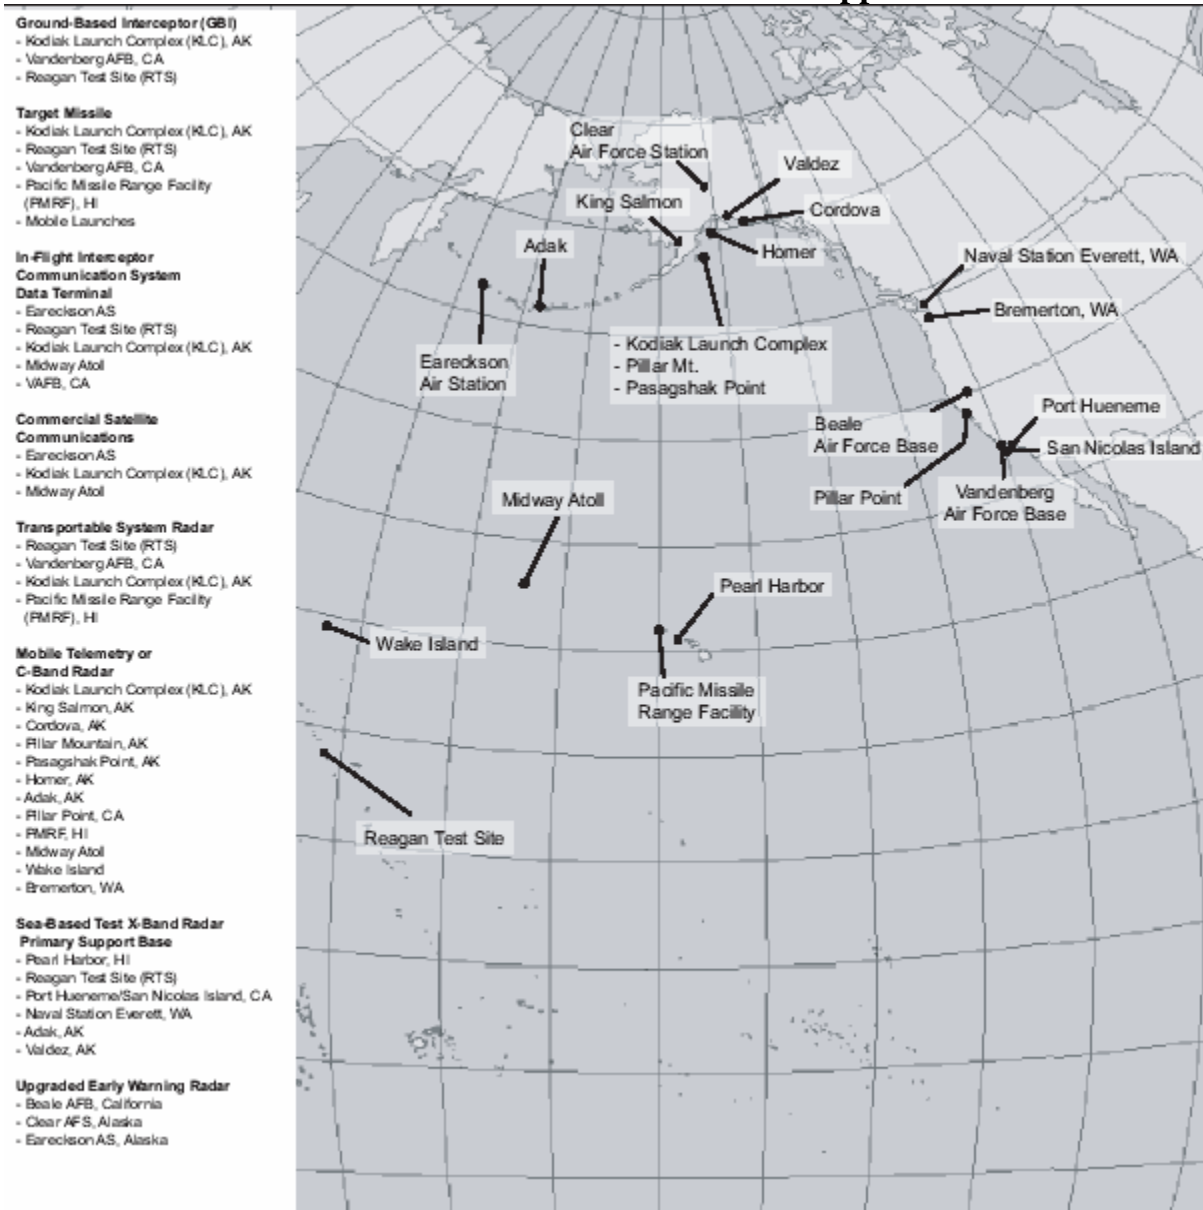 Ground-Based Interceptor (GBI)
- Kodiak Launch Complex (KLC), AK
- Vandenberg AFB, CA
- Reagan Test Site (RTS)
Target Missile
- Kodiak Launch Complex (KLC), AK
- Reagan Test Site (RTS)
- Vandenberg AFB, CA
- Pacific Missile Range Facility
(PMRF), HI
- Mobile Launches
In-Flight Interceptor
Communication System
Data Terminal
- Eareckson AS
- Reagan Test Site (RTS)
- Kodiak Launch Complex (KLC), AK
- Midway Atoll
- VAFB, CA
Commercial Satellite
Communications
- Eareckson AS
- Kodiak Launch Complex (KLC), AK
- Midway Atoll
Transportable System Radar
- Reagan Test Site (RTS)
- Vandenberg AFB, CA
- Kodiak Launch Complex (KLC), AK
- Pacific Missile Range Facility
(PMRF), HI
Mobile Telemetry or
C-Band Radar
- Kodiak Launch Complex (KLC), AK
- King Salmon, AK
- Cordova, AK
- Pillar Mountain, AK
- Pasagshak Point, AK
- Homer, AK
- Adak, AK
- Pillar Point, CA
- PMRF, HI
- Midway Atoll
- Wake Island
- Bremerton, WA
Sea-Based Test X-Band Radar
Primary Support Base
- Pearl Harbor, HI
- Reagan Test Site (RTS)
- Port Hueneme/San Nicolas Island, CA
- Naval Station Everett, WA
- Adak, AK
- Valdez, AK
Upgraded Early Warning Radar
- Beale AFB, California
- Clear AFS, Alaska
- Eareckson AS, Alaska
Clear
Air Force Station
Valdez
King Salmon
Cordova
Adak
Homer
Naval Station Everett, WA
Bremerton, WA
- Kodiak Launch Complex
- Pillar Mt.
- Pasagshak Point
Eareckson
Air Station
Port Hueneme
Beale
Air Force Base
San Nicolas Island
Pillar Point
Vandenberg
Air Force Base
Midway Atoll
Pearl Harbor
Wake Island
Pacific Missile
Range Facility
Reagan Test Site